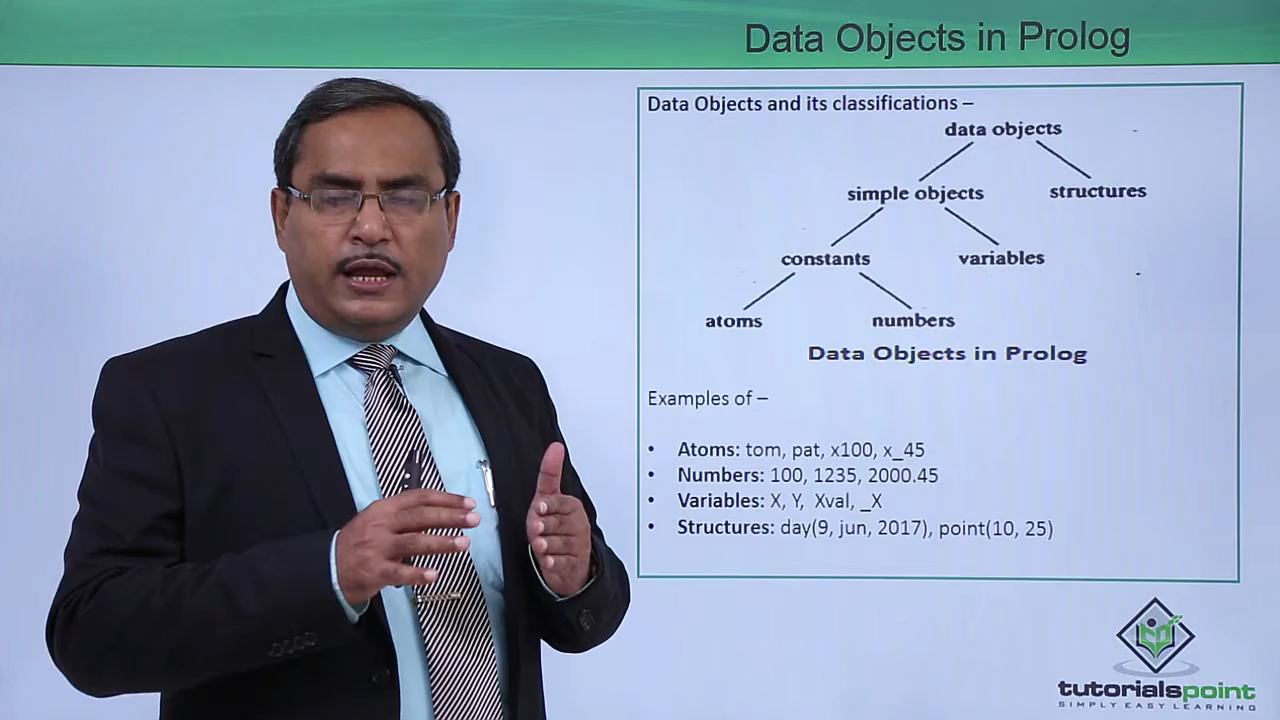 Data Objects in Prolog
Data Objects and its classifications –
data objects
simple objects structures
constants variables
atoms numbers
Data Objects in Prolog
Examples of –
• Atoms: tom, pat, x100, x_45
• Numbers: 100, 1235, 2000.45
• Variables: X, Y, Xval, _X
• Structures: day(9, jun, 2017), point(10, 25)
tutorialspoint
SIMPLY EASY LEARNING